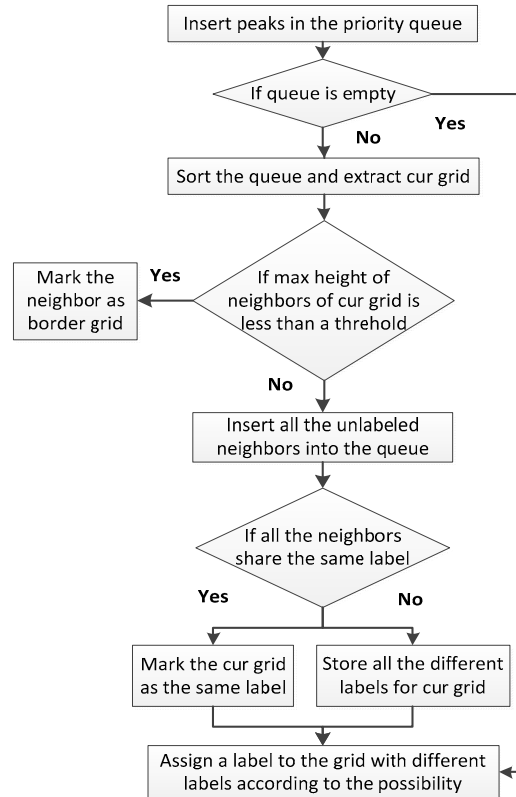 Insert peaks in the priority queue
If queue is empty
Yes
No
Sort the queue and extract cur grid
If max height of
neighbors of cur grid is
less than a threhold
Yes
Mark the
neighbor as
border grid
No
Insert all the unlabeled
neighbors into the queue
If all the neighbors
share the same label
Yes
No
Mark the cur grid
as the same label
Store all the different
labels for cur grid
Assign a label to the grid with different
labels according to the possibility